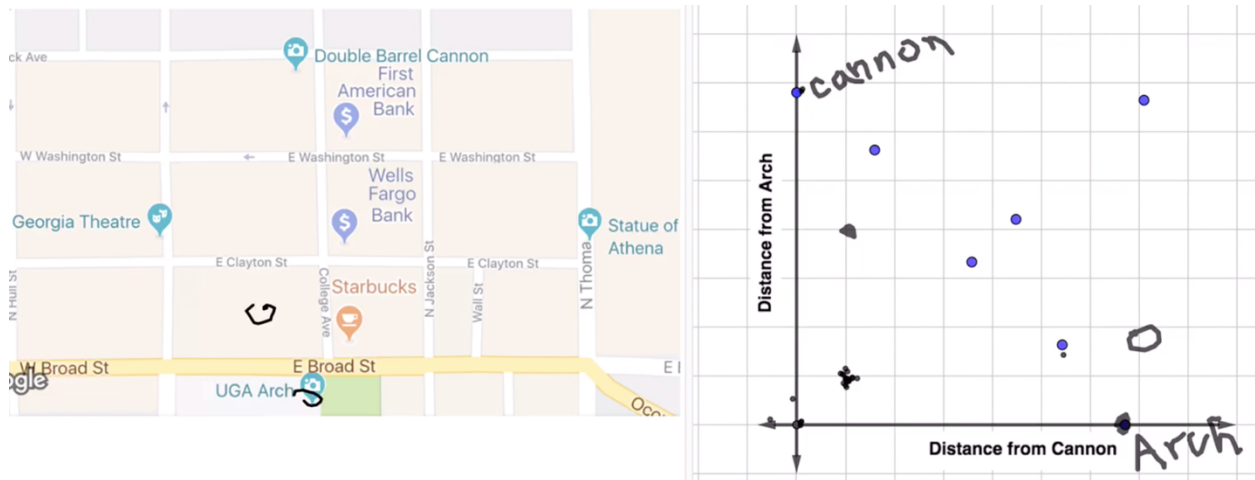 ck Ave
Double Barrel Cannon
First
American
Bank
W Washington St
E Washington St
E Washington St
Wells
Fargo
Bank
Georgia Theatre
Statue of
Athena
E Clayton St
E Clayton St
N Hull St
College Ave
N Jackson St
Wall St
N Thoma
Starbucks
W Broad St
E Broad St
E
ogle
UGA Arch
Oco
cannon
Distance from Arch
Distance from Cannon
Arch